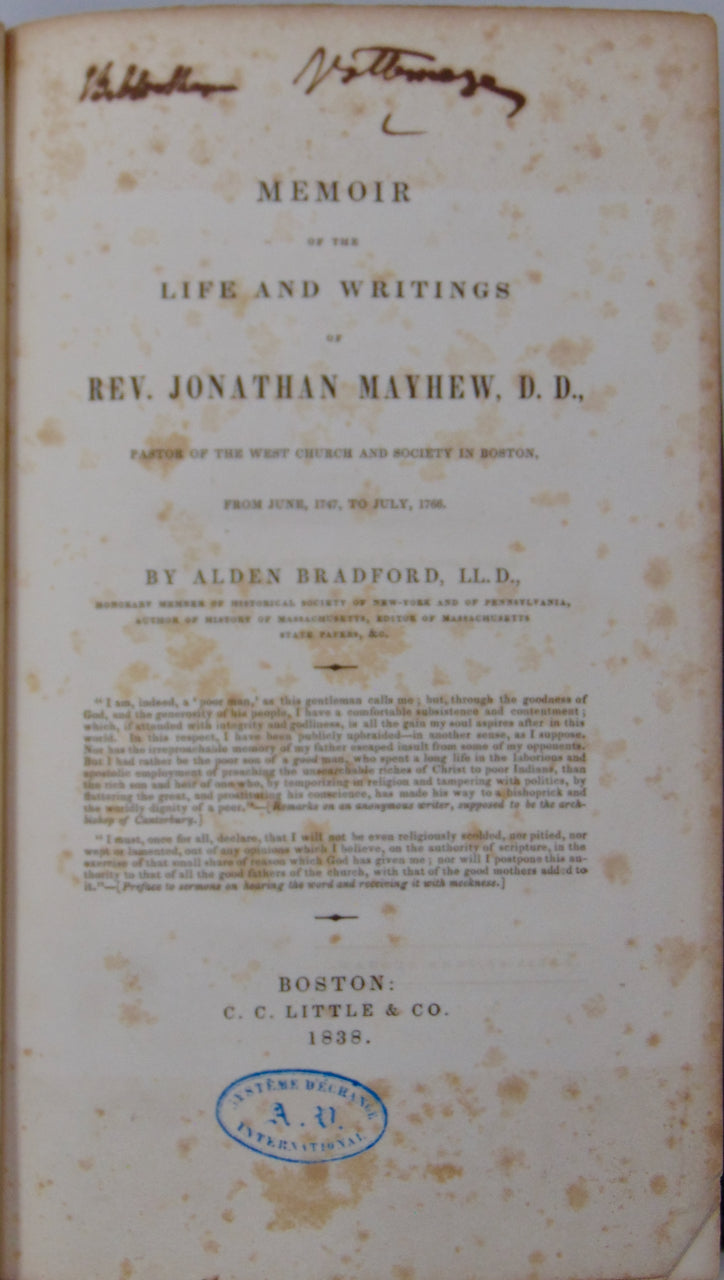 MEMOIR
OF THE
LIFE AND WRITINGS
OF
REV. JONATHAN MAYHEW, D. D.,
PASTOR OF THE WEST CHURCH AND SOCIETY IN BOSTON,
FROM JUNE, 1747, TO JULY, 1766.
BY ALDEN BRADFORD, LL. D.,
HONORARY MEMBER OF HISTORICAL SOCIETY OF NEW-YORK AND OF PENNSYLVANIA,
AUTHOR OF HISTORY OF MASSACHUSETTS, EDITOR OF MASSACHUSETTS
STATE PAPERS, &C.
"I am, indeed, a 'poor man,' as this gentleman calls me; but, through the goodness of
God, and the generosity of his people, I have a comfortable subsistence and contentment;
which, if attended with integrity and godliness, is all the gain my soul aspires after in this
world. In this respect, I have been publicly upbraided—in another sense, as I suppose.
Nor has the irreproachable memory of my father escaped insult from some of my opponents.
But I had rather be the poor son of a good man, who spent a long life in the laborious and
apostolic employment of preaching the unsearchable riches of Christ to poor Indians, than
the rich son and heir of one who, by temporizing in religion and tampering with politics, by
flattering the great, and prostituting his conscience, has made his way to a bishoprick and
the worldly dignity of a peer."—[Remarks on an anonymous writer, supposed to be the arch-
bishop of Canterbury.]
"I must, once for all, declare, that I will not be even religiously scolded, nor pitied, nor
wept or lamented, out of any opinions which I believe, on the authority of scripture, in the
exercise of that small share of reason which God has given me; nor will I postpone this au-
thority to that of all the good fathers of the church, with that of the good mothers added to
it."—[Preface to sermons on hearing the word and receiving it with meekness.]
BOSTON:
C. C. LITTLE & CO.
1838.
SYSTÈME D'ÉCHANGE
A. V.
INTERNATIONAL